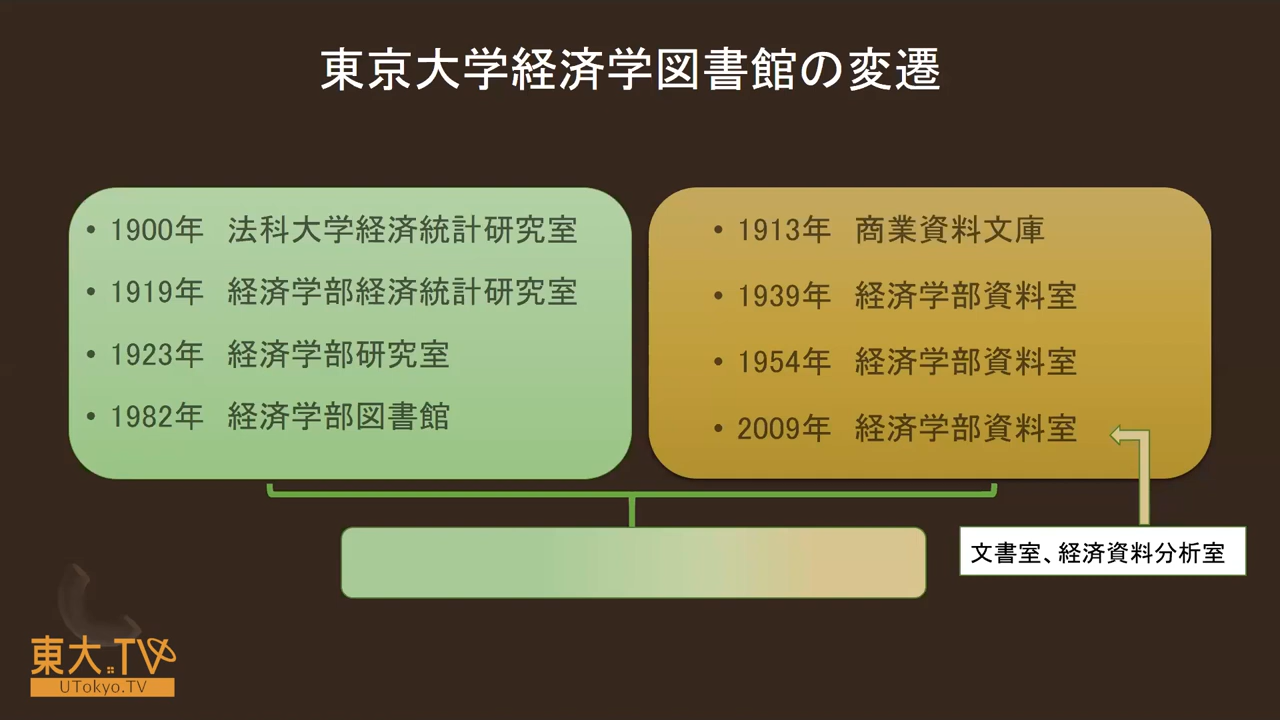 東京大学経済学図書館の変遷
• 1900年 法科大学経済統計研究室
• 1919年 経済学部経済統計研究室
• 1923年 経済学部研究室
• 1982年 経済学部図書館
• 1913年 商業資料文庫
• 1939年 経済学部資料室
• 1954年 経済学部資料室
• 2009年 経済学部資料室
文書室、経済資料分析室
東大.TV
UTokyo.TV